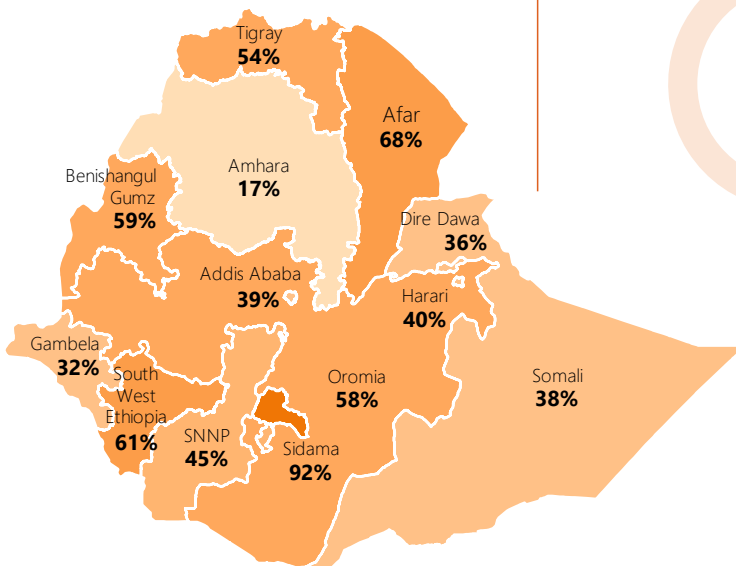 Tigray
54%
Afar
68%
Amhara
17%
Benishangul
Gumz
59%
Dire Dawa
36%
Addis Ababa
39%
Harari
40%
Gambela
32%
South
West
Ethiopia
61%
Oromia
58%
Somali
38%
SNNP
45%
Sidama
92%